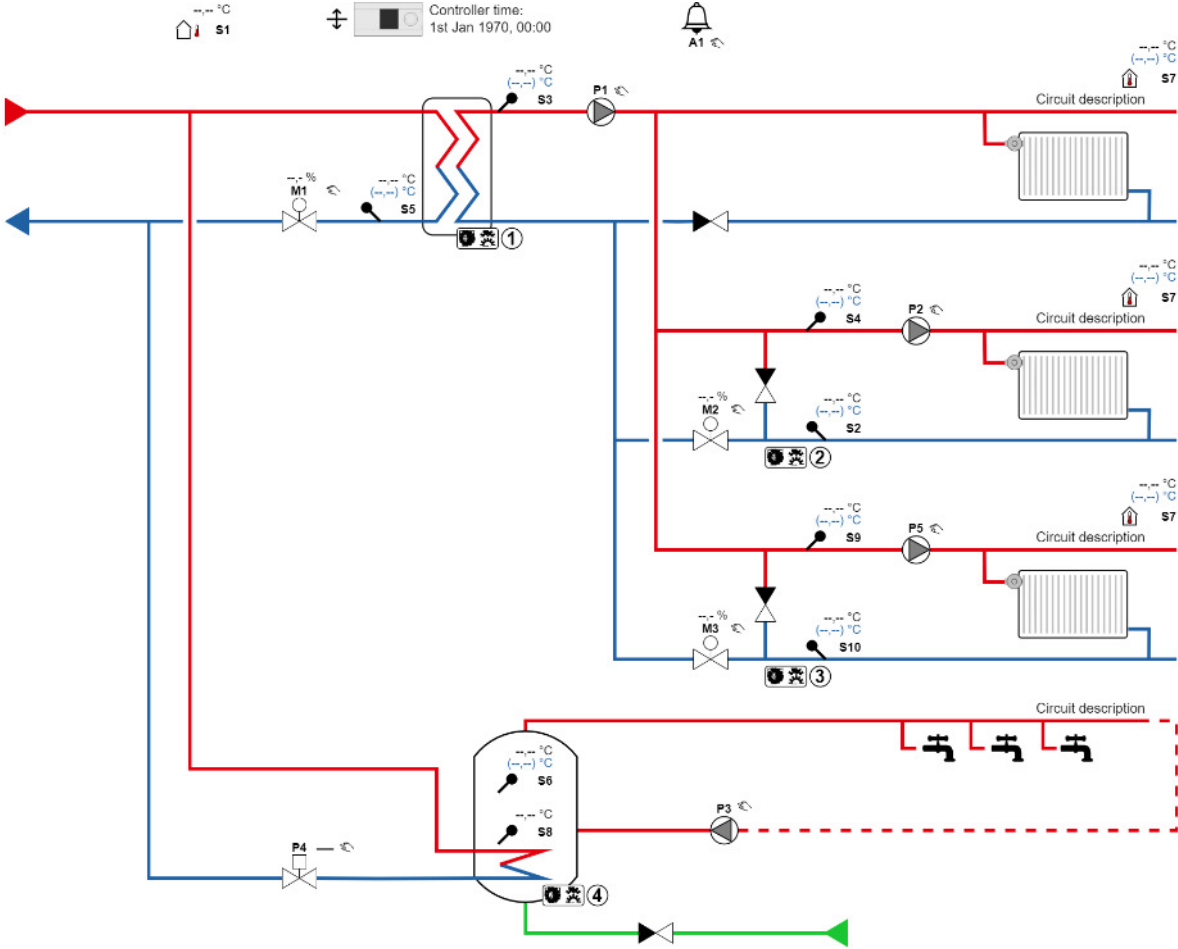 --,-- °C
S1
Controller time:
1st Jan 1970, 00:00
A1
--,-- °C
(--,--) °C
S7
Circuit description
--,-- °C
(--,--) °C
S3
P1
--,- %
M1
--,-- °C
(--,--) °C
S5
1
--,-- °C
(--,--) °C
S7
Circuit description
--,-- °C
(--,--) °C
S4
P2
--,- %
M2
--,-- °C
(--,--) °C
S2
2
--,-- °C
(--,--) °C
S7
Circuit description
--,-- °C
(--,--) °C
S9
P5
--,- %
M3
--,-- °C
(--,--) °C
S10
3
Circuit description
--,-- °C
(--,--) °C
S6
--,-- °C
S8
P3
P4 —
4